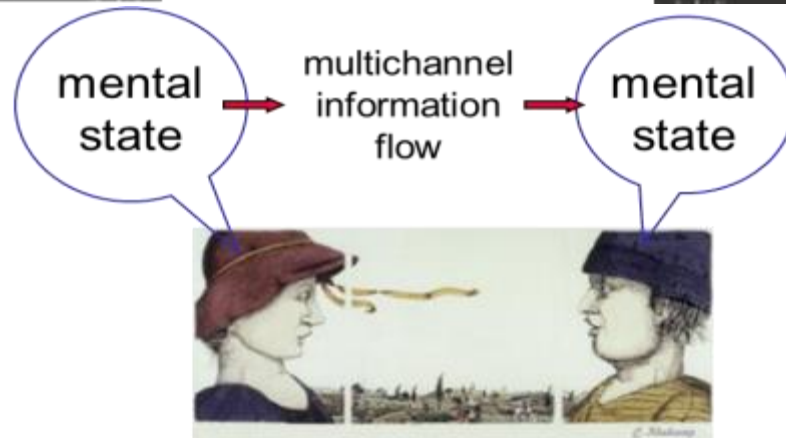 mental
state
multichannel
information
flow
mental
state